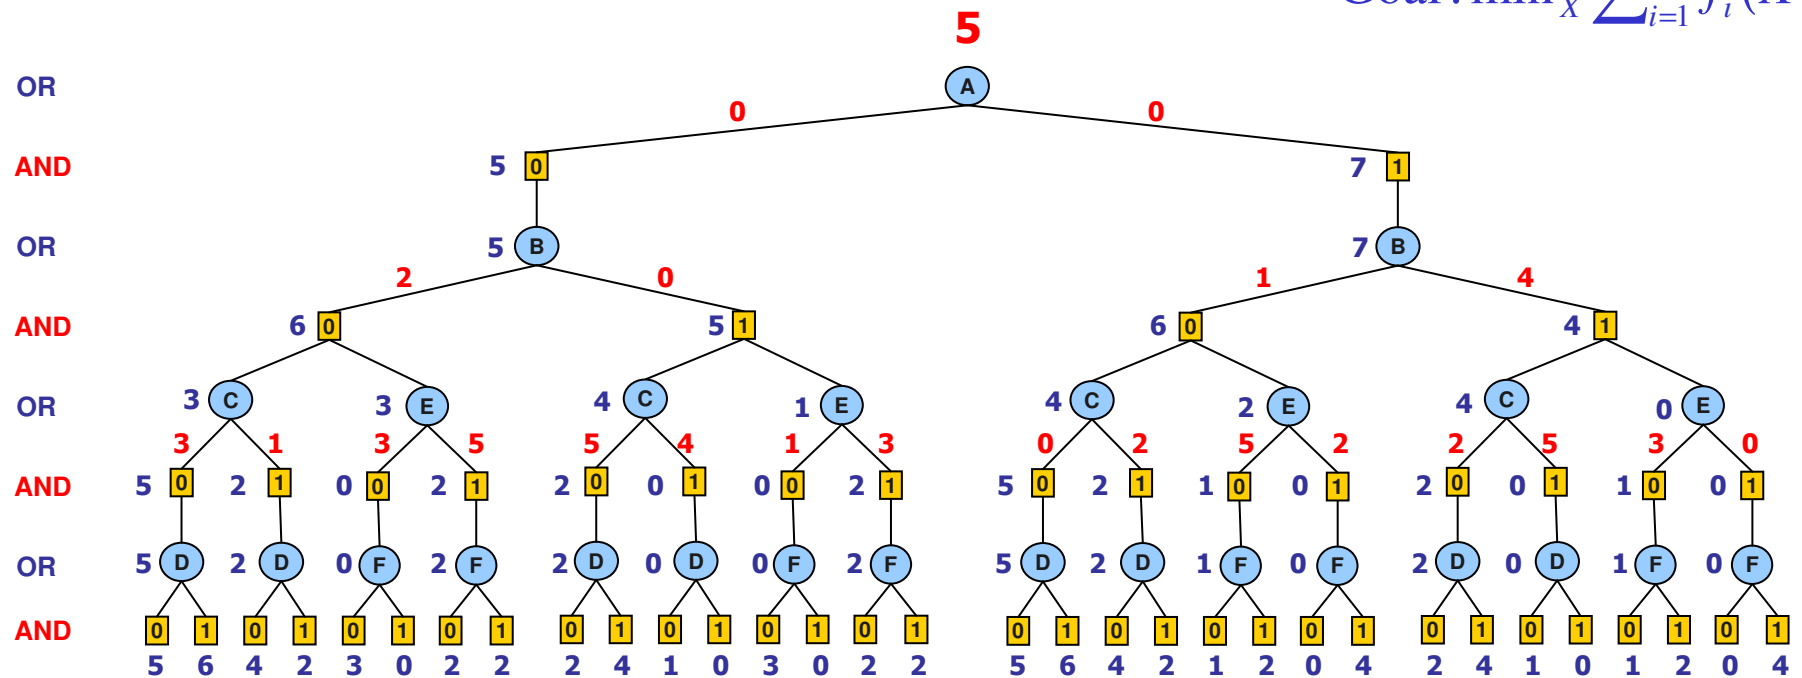 Goal : min X ∑ i=1 f i (X
5
OR A
0 0
AND 5 0 7 1
OR 5 B 7 B
2 0 1 4
AND 6 0 5 1 6 0 4 1
OR 3 C 3 E 4 C 1 E 4 C 2 E 4 C 0 E
3 1 3 5 5 4 1 3 0 2 5 2 2 5 3 0
AND 5 0 2 1 0 0 2 1 2 0 0 1 0 0 2 1 5 0 2 1 1 0 0 1 2 0 0 1 1 0 0 1
OR 5 D 2 D 0 F 2 F 2 D 0 D 0 F 2 F 5 D 2 D 1 F 0 F 2 D 0 D 1 F 0 F
AND 0 1 0 1 0 1 0 1 0 1 0 1 0 1 0 1 0 1 0 1 0 1 0 1 0 1 0 1 0 1 0 1
5 6 4 2 3 0 2 2 2 4 1 0 3 0 2 2 5 6 4 2 1 2 0 4 2 4 1 0 1 2 0 4